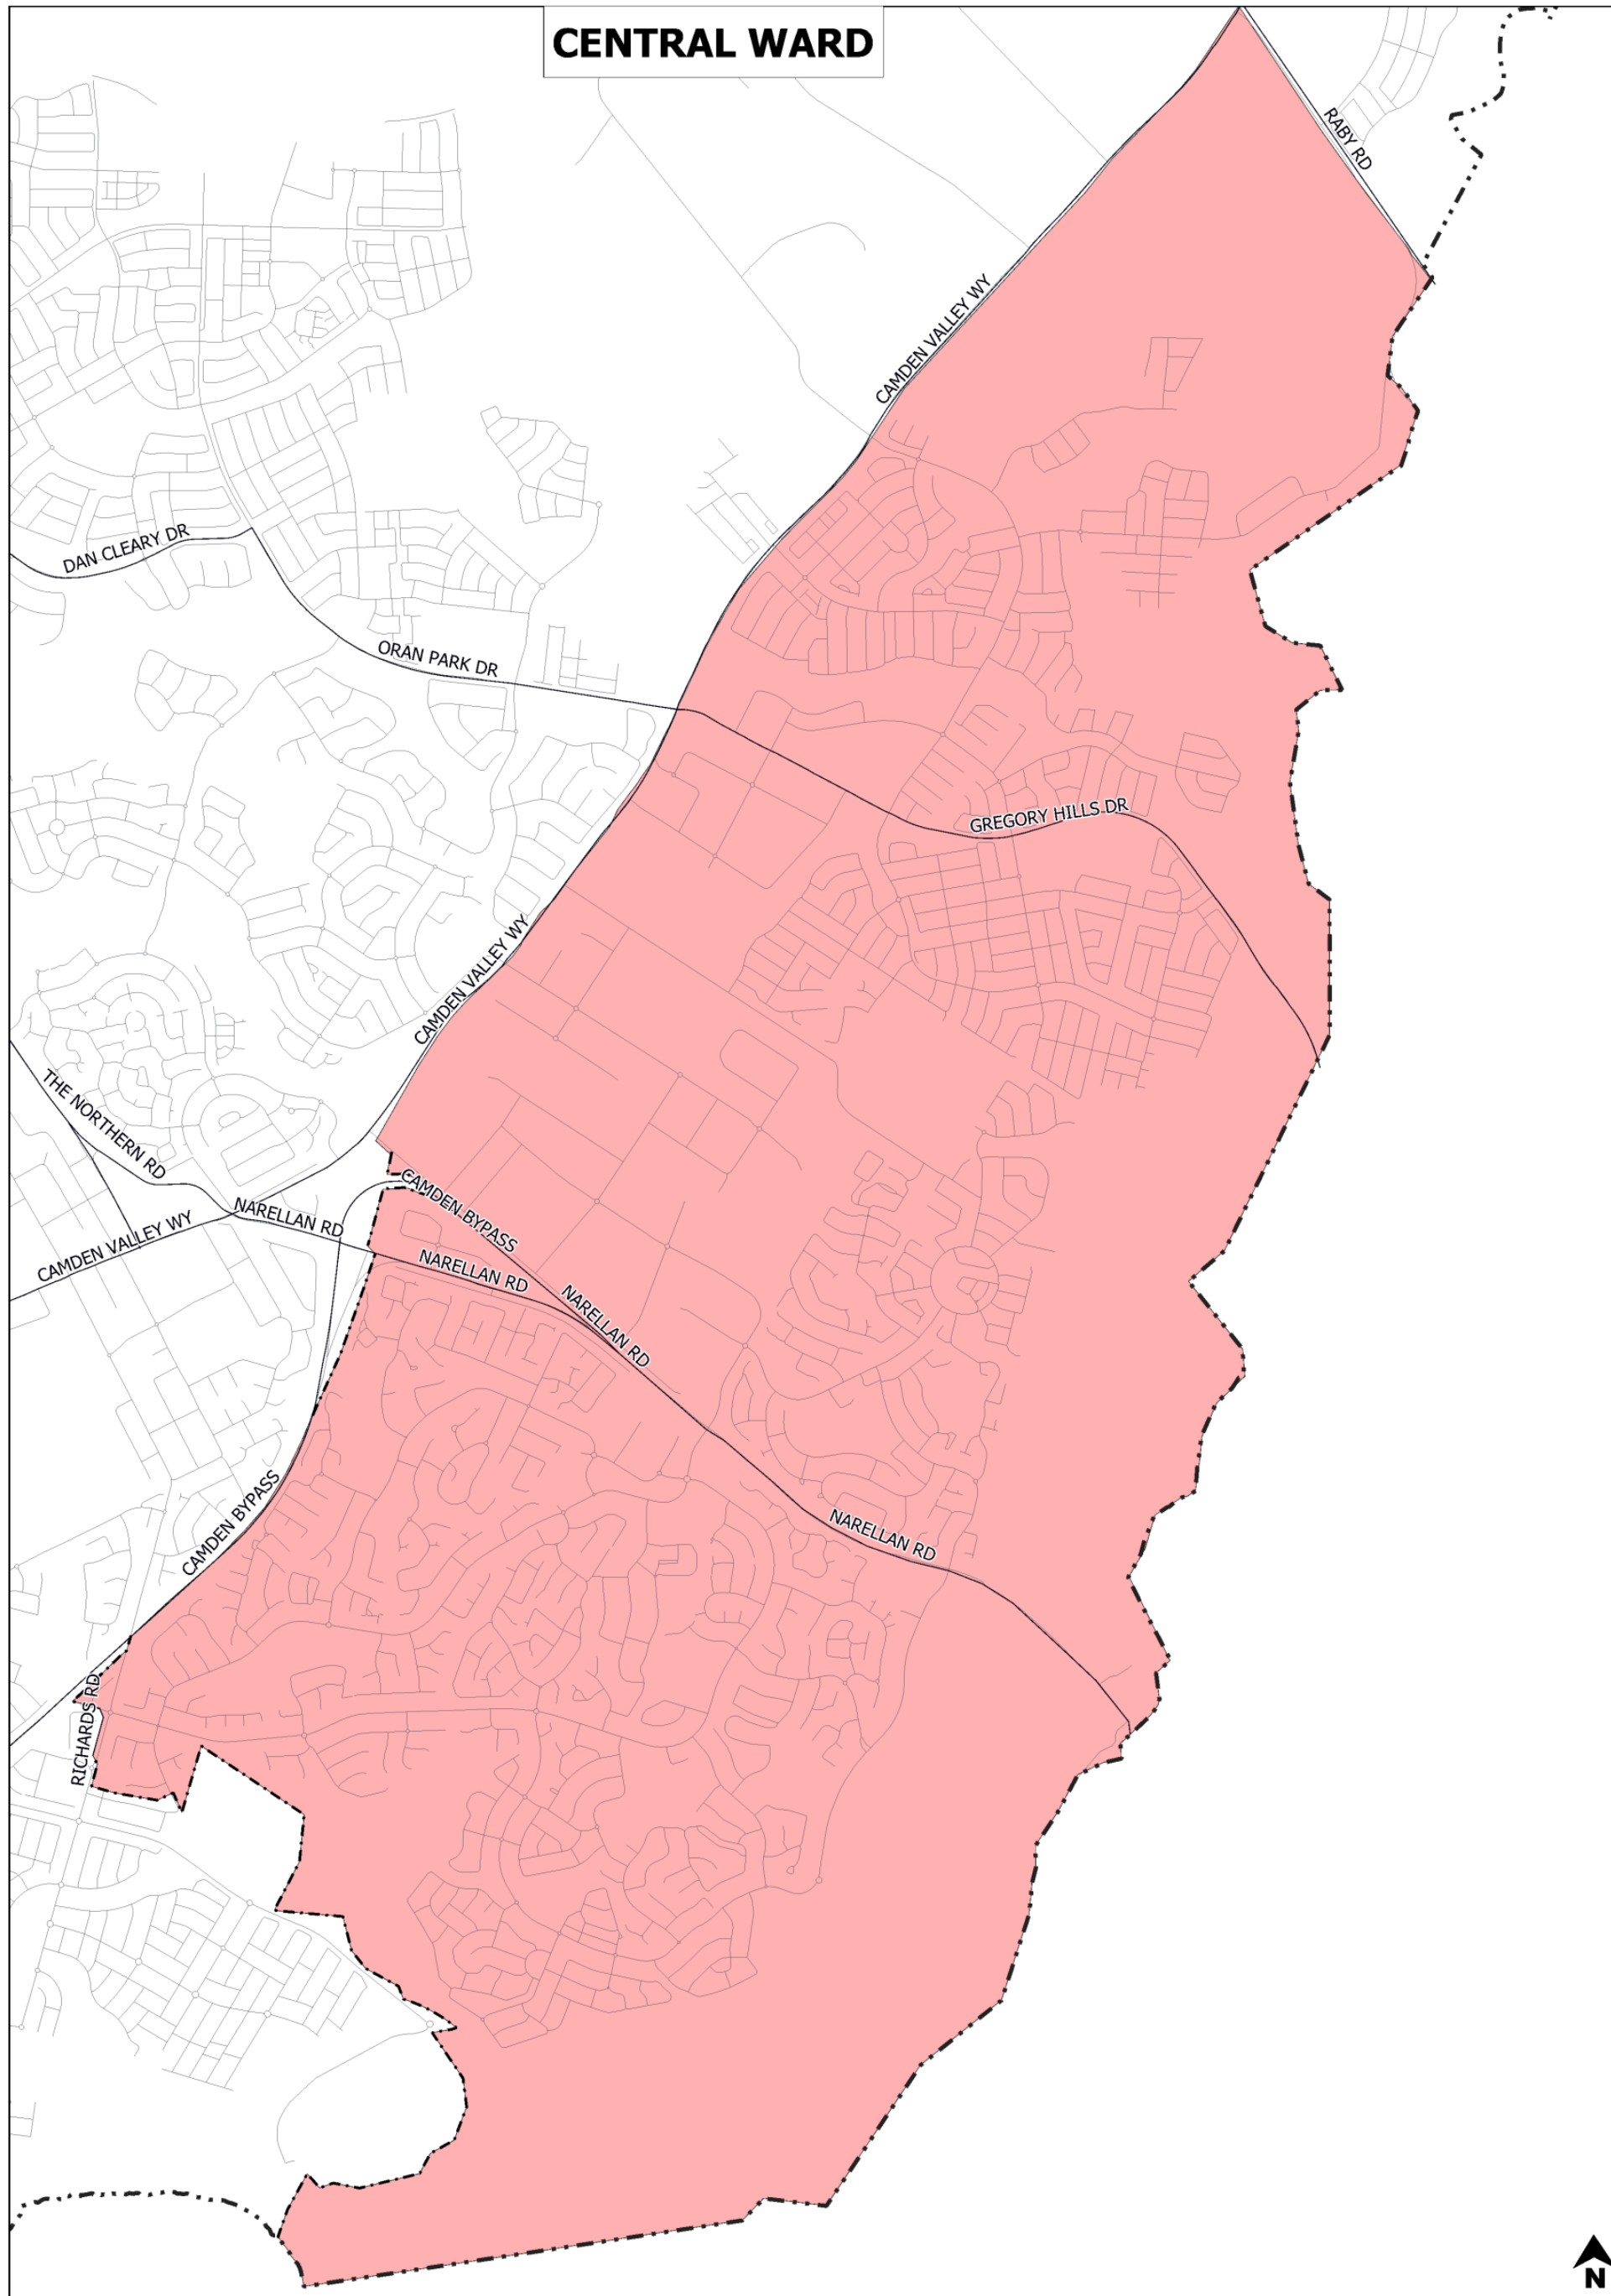 CENTRAL WARD
RABY RD
CAMDEN VALLEY WY
DAN CLEARY DR
ORAN PARK DR
GREGORY HILLS DR
CAMDEN VALLEY WY
THE NORTHERN RD
CAMDEN BYPASS
NARELLAN RD
CAMDEN VALLEY WY
NARELLAN RD
NARELLAN RD
CAMDEN BYPASS
NARELLAN RD
RICHARDS RD
N